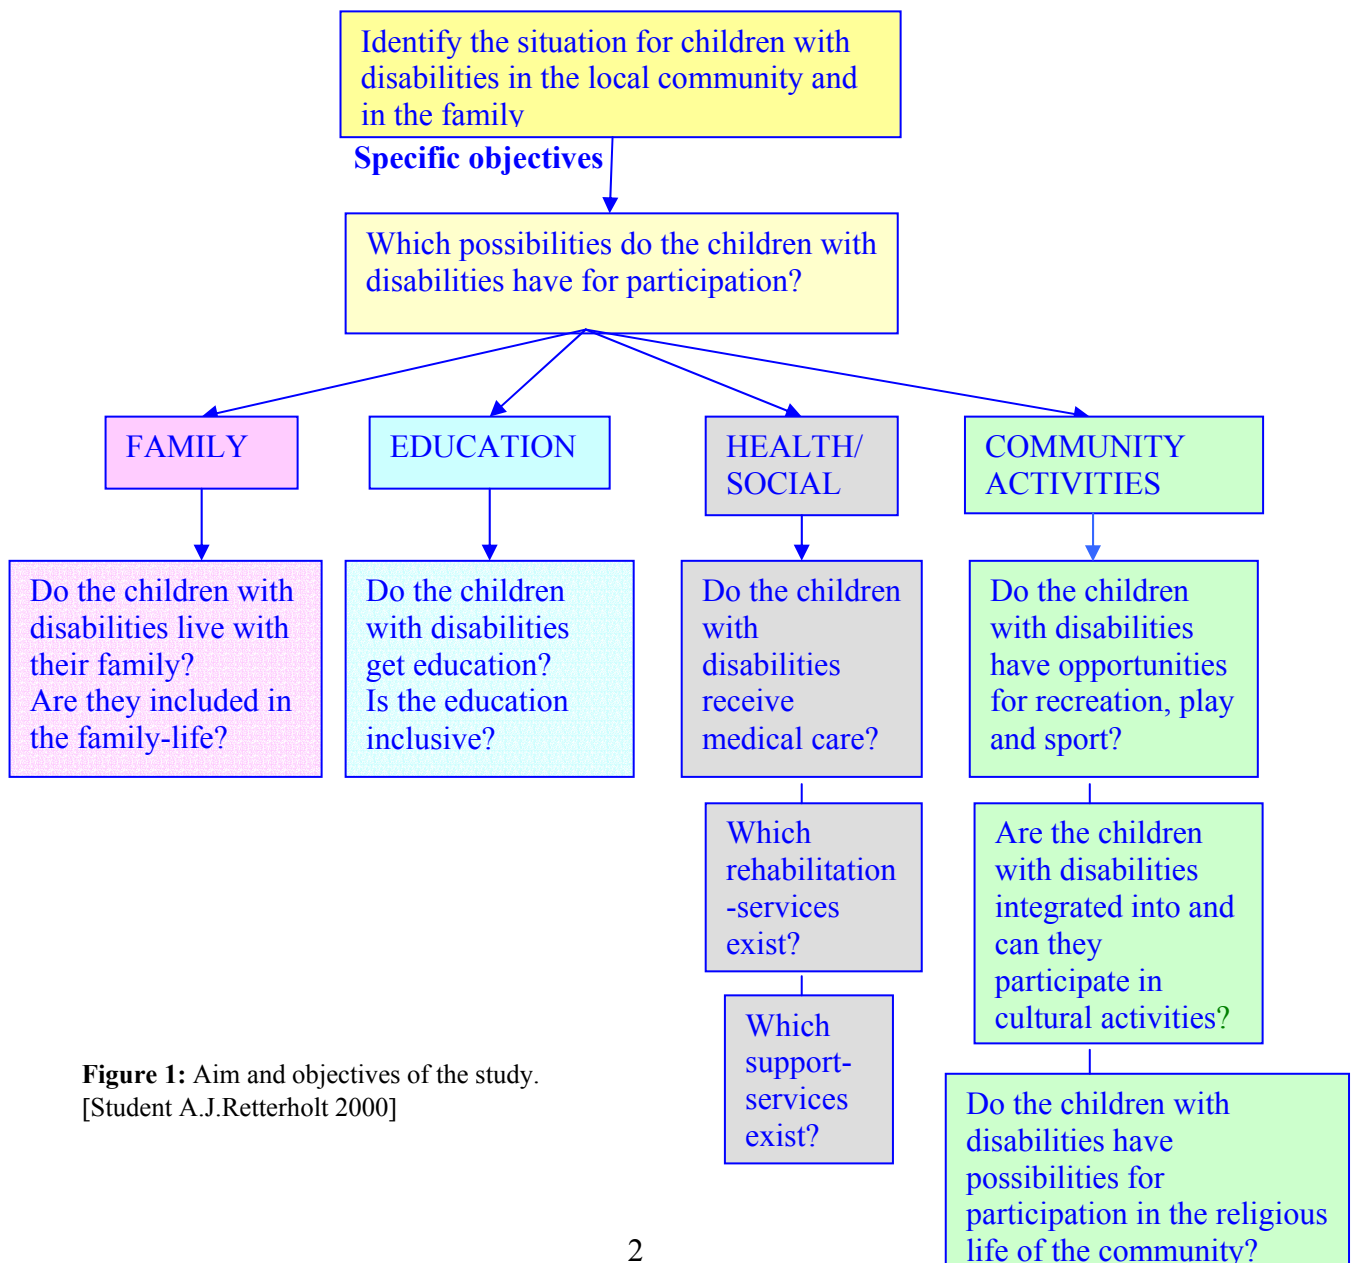 Identify the situation for children with
disabilities in the local community and
in the family
Specific objectives
Which possibilities do the children with
disabilities have for participation?
FAMILY
EDUCATION
HEALTH/
SOCIAL
COMMUNITY
ACTIVITIES
Do the children with
disabilities live with
their family?
Are they included in
the family-life?
Do the children
with disabilities
get education?
Is the education
inclusive?
Do the children
with
disabilities
receive
medical care?
Do the children
with disabilities
have opportunities
for recreation, play
and sport?
Which
rehabilitation
-services
exist?
Are the children
with disabilities
integrated into and
can they
participate in
cultural activities?
Which
support-
services
exist?
Do the children with
disabilities have
possibilities for
participation in the religious
life of the community?
Figure 1: Aim and objectives of the study.
[Student A.J.Retterholt 2000]
2